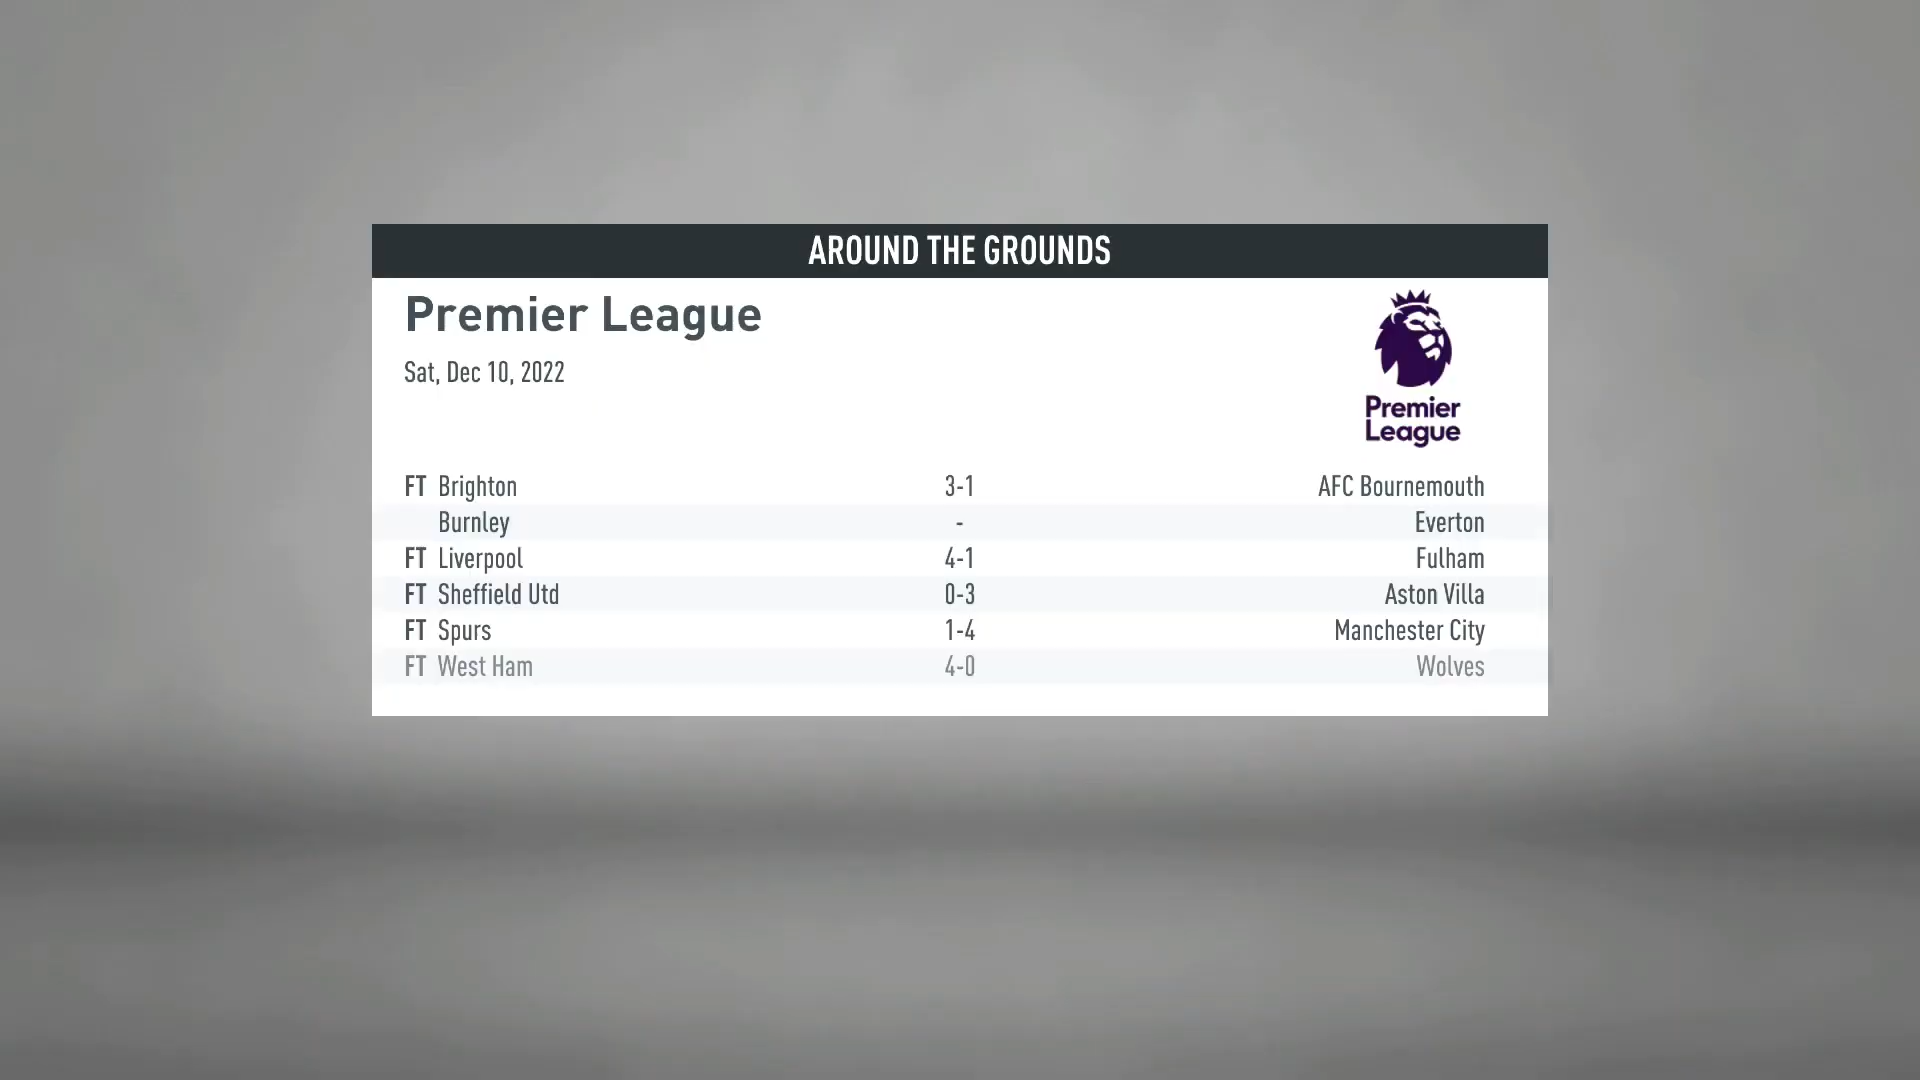 AROUND THE GROUNDS
Premier League
Sat, Dec 10, 2022
Premier
League
FT Brighton 3-1 AFC Bournemouth
Burnley - Everton
FT Liverpool 4-1 Fulham
FT Sheffield Utd 0-3 Aston Villa
FT Spurs 1-4 Manchester City
FT West Ham 4-0 Wolves